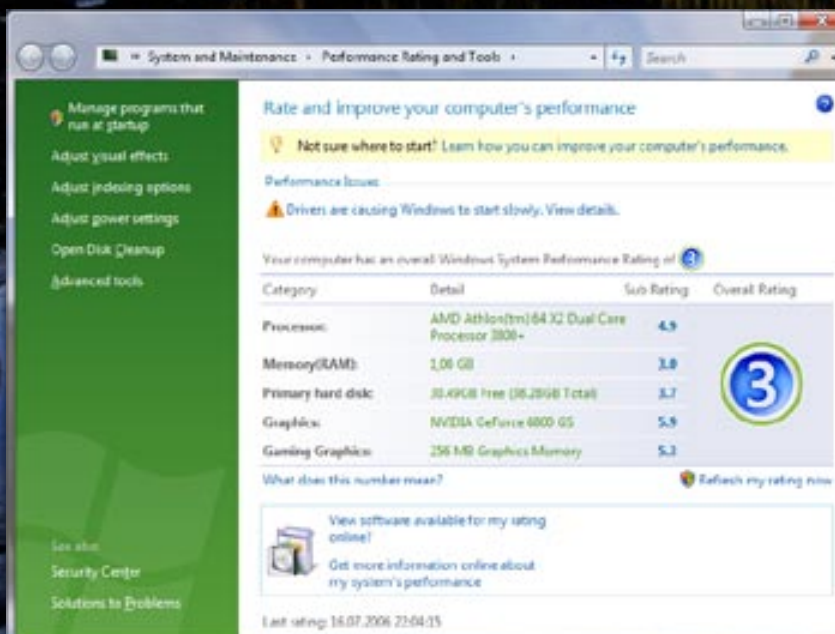 System and Maintenance Performance Rating and Tools Search
Manage programs that
run at startup
Adjust visual effects
Adjust indexing options
Adjust power settings
Open Disk Cleanup
Advanced tools
Rate and improve your computer's performance
Not sure where to start? Learn how you can improve your computer's performance.
Performance Issues
Drivers are causing Windows to start slowly. View details.
Your computer has an overall Windows System Performance Rating of 3
Category Detail Sub Rating Overall Rating
Processor: AMD Athlon(tm) 64 X2 Dual Core
Processor 3800+ 4.9
Memory(RAM): 1,00 GB 3.0
Primary hard disk: 30.49GB Free (38.28GB Total) 3.7
3
Graphics: NVIDIA GeForce 6800 GS 5.9
Gaming Graphics: 256 MB Graphics Memory 5.3
What does this number mean? Refresh my rating now
View software available for my rating
online!
Get more information online about
my system's performance
See also
Security Center
Solutions to Problems
Last rating: 16.07.2006 22:04:15